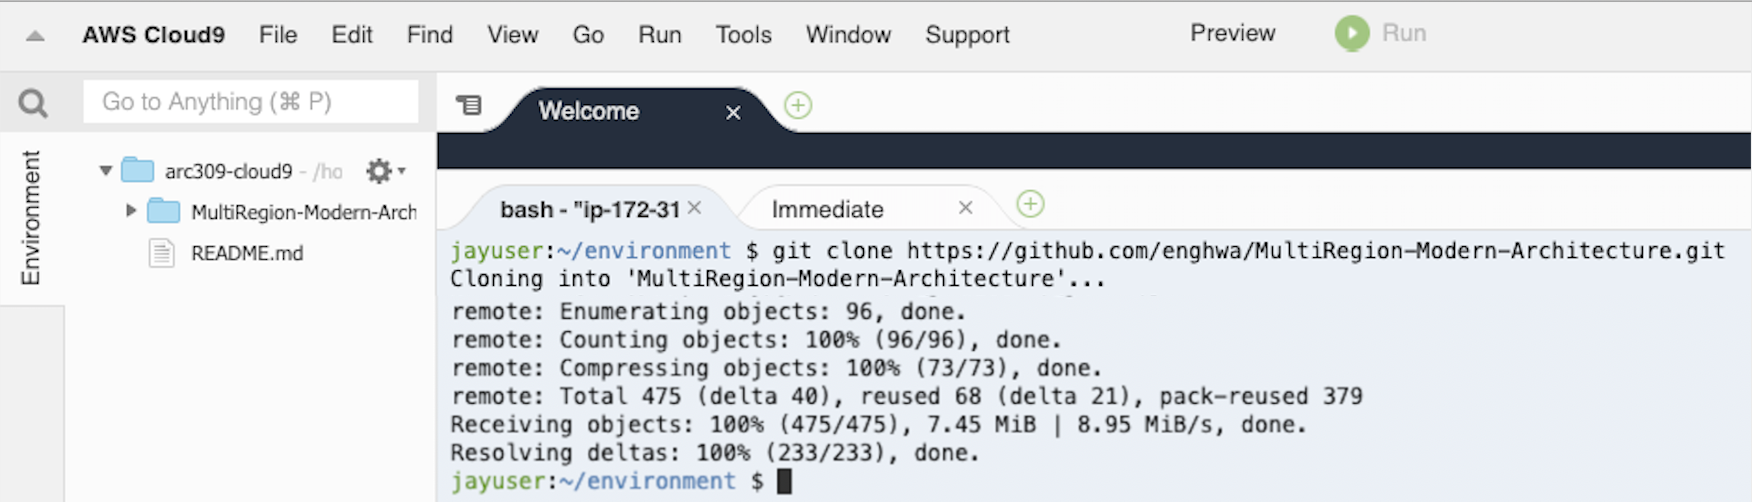 AWS Cloud9 File Edit Find View Go Run Tools Window Support Preview Run
Go to Anything (⌘ P)
Welcome
Environment
arc309-cloud9 - /ho
MultiRegion-Modern-Arch
README.md
bash - "ip-172-31 Immediate
jayuser:~/environment $ git clone https://github.com/enghwa/MultiRegion-Modern-Architecture.git
Cloning into 'MultiRegion-Modern-Architecture'...
remote: Enumerating objects: 96, done.
remote: Counting objects: 100% (96/96), done.
remote: Compressing objects: 100% (73/73), done.
remote: Total 475 (delta 40), reused 68 (delta 21), pack-reused 379
Receiving objects: 100% (475/475), 7.45 MiB | 8.95 MiB/s, done.
Resolving deltas: 100% (233/233), done.
jayuser:~/environment $